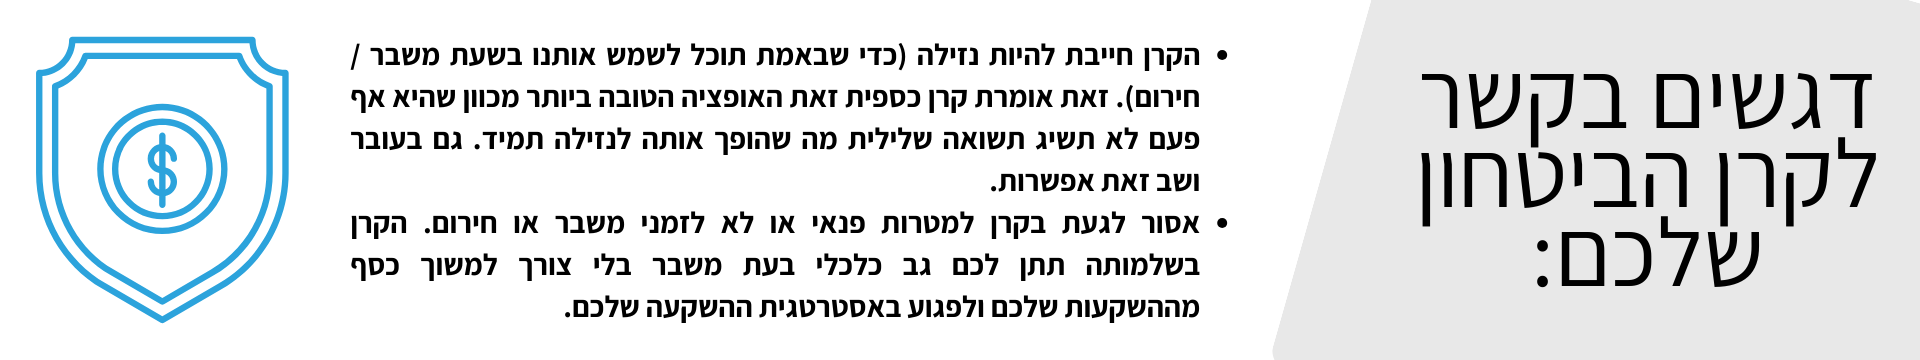 דגשים בקשר
לקרן הביטחון
שלכם:
• הקרן חייבת להיות נזילה (כדי שבאמת תוכל לשמש אותנו בשעת משבר /
חירום). זאת אומרת קרן כספית זאת האופציה הטובה ביותר מכוון שהיא אף
פעם לא תשיג תשואה שלילית מה שהופך אותה לנזילה תמיד. גם בעובר
ושב זאת אפשרות.
• אסור לגעת בקרן למטרות פנאי או לא לזמני משבר או חירום. הקרן
בשלמותה תתן לכם גב כלכלי בעת משבר בלי צורך למשוך כסף
מההשקעות שלכם ולפגוע באסטרטגית ההשקעה שלכם.
$